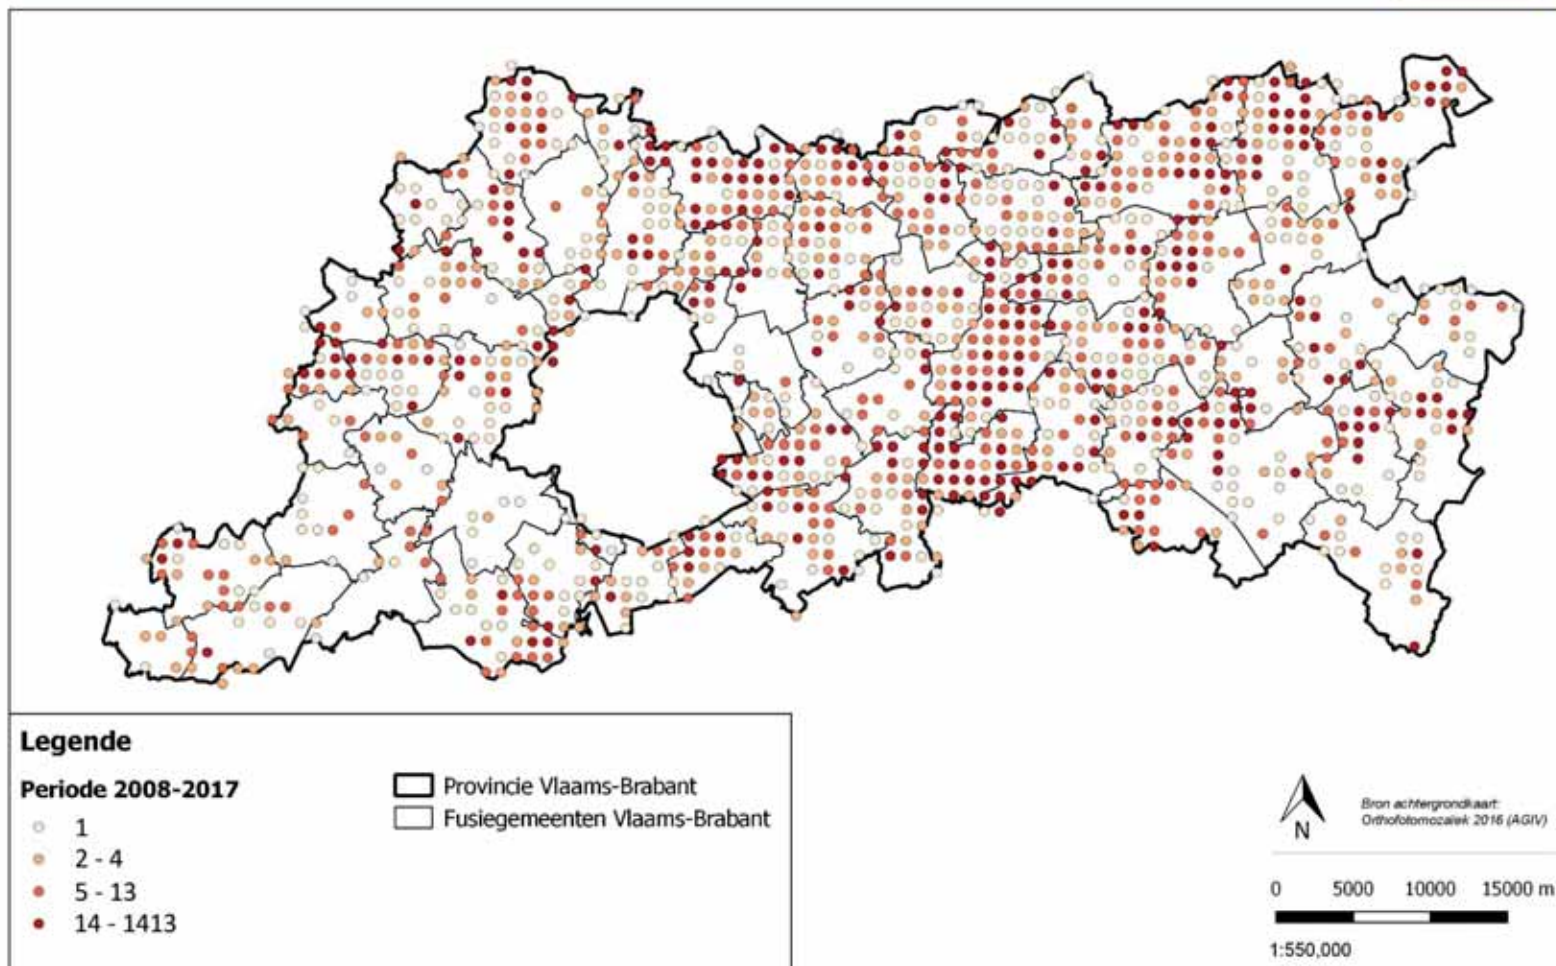 Legende
Periode 2008-2017
1
2 - 4
5 - 13
14 - 1413
Provincie Vlaams-Brabant
Fusiegemeenten Vlaams-Brabant
N
Bron achtergrondkaart:
Orthofotomozaïek 2016 (AGIV)
0 5000 10000 15000 m
1:550,000